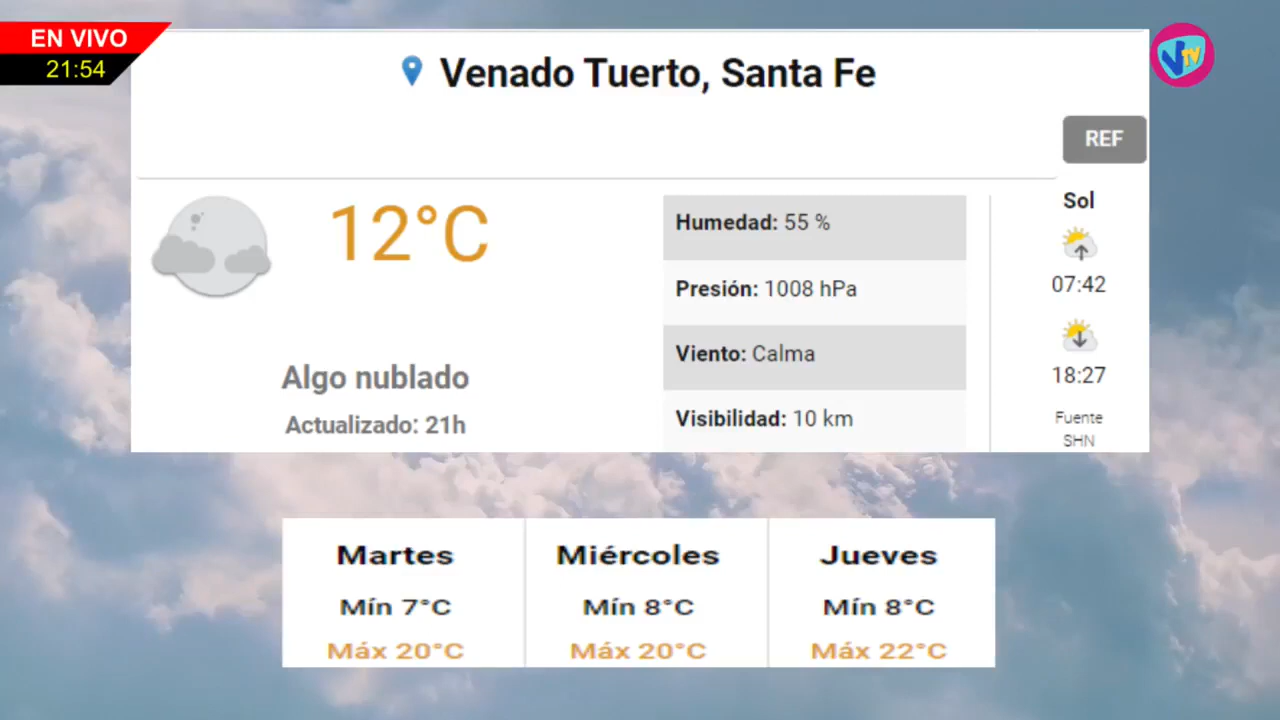 EN VIVO
21:54
VTV
Venado Tuerto, Santa Fe
REF
12°C
Algo nublado
Actualizado: 21h
Humedad: 55 %
Presión: 1008 hPa
Viento: Calma
Visibilidad: 10 km
Sol
07:42
18:27
Fuente
SHN
Martes
Mín 7°C
Máx 20°C
Miércoles
Mín 8°C
Máx 20°C
Jueves
Mín 8°C
Máx 22°C